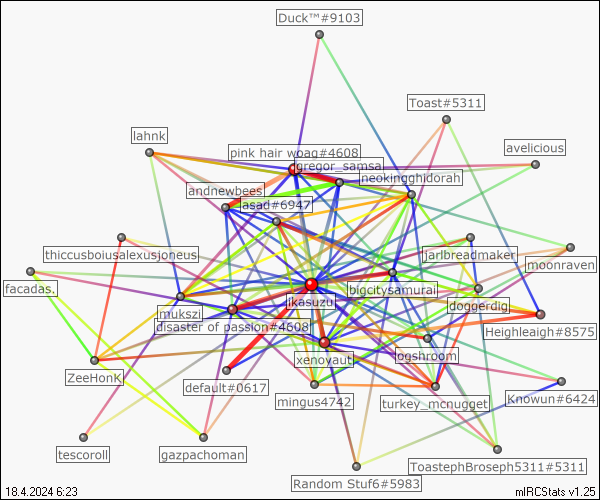 Duck™#9103
Toast#5311
lahnk
avelicious
pink hair woag#4608
gregor_samsa
neokingghidorah
andnewbees
asad#6947
thiccusboiusalexusjoneus
jarlbreadmaker
moonraven
facadas.
bigcitysamurai
doggerdig
mukszi
jkasuzu
disaster of passion#4608
Heighleaigh#8575
xenoyaut
logshroom
ZeeHonK
default#0617
mingus4742
turkey_mcnugget
Knowun#6424
tescoroll
gazpachoman
ToastephBroseph5311#5311
Random Stuf6#5983
18.4.2024 6:23
mIRCStats v1.25